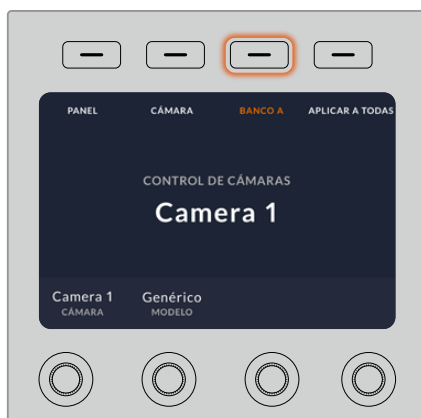 PANEL CÁMARA BANCO A APLICAR A TODAS
CONTROL DE CÁMARAS
Camera 1
Camera 1 Genérico
CÁMARA MODELO